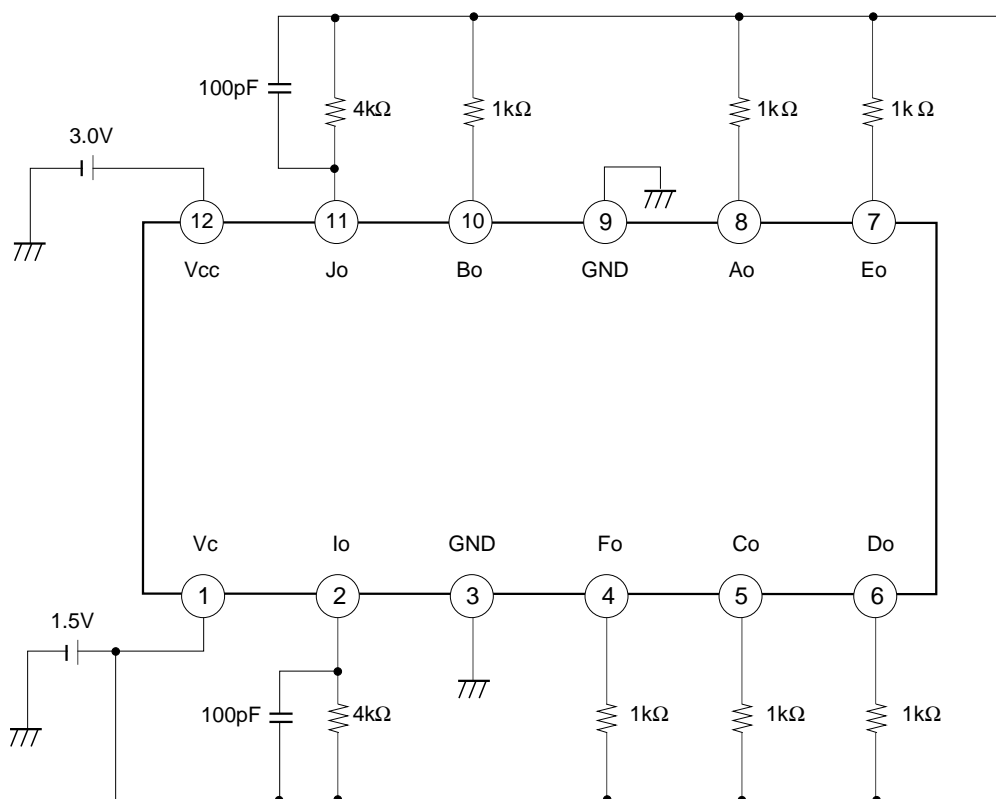 100pF
4kΩ
1kΩ
1kΩ
1k Ω
3.0V
12
11
10
9
8
7
Vcc
Jo
Bo
GND
Ao
Eo
Vc
Io
GND
Fo
Co
Do
1
2
3
4
5
6
1.5V
100pF
4kΩ
1kΩ
1kΩ
1kΩ